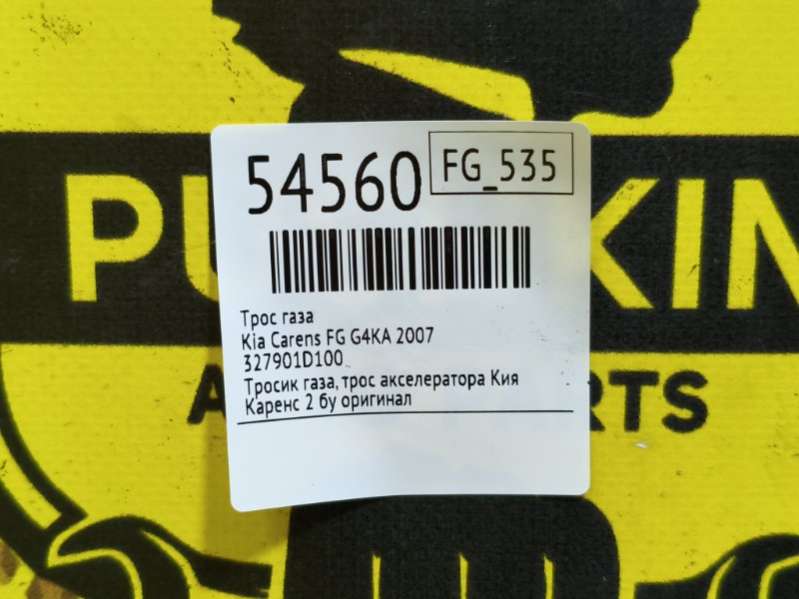 54560
FG_535
Трос газа
Kia Carens FG G4KA 2007
327901D100
Тросик газа, трос акселератора Кия
Каренс 2 бу оригинал